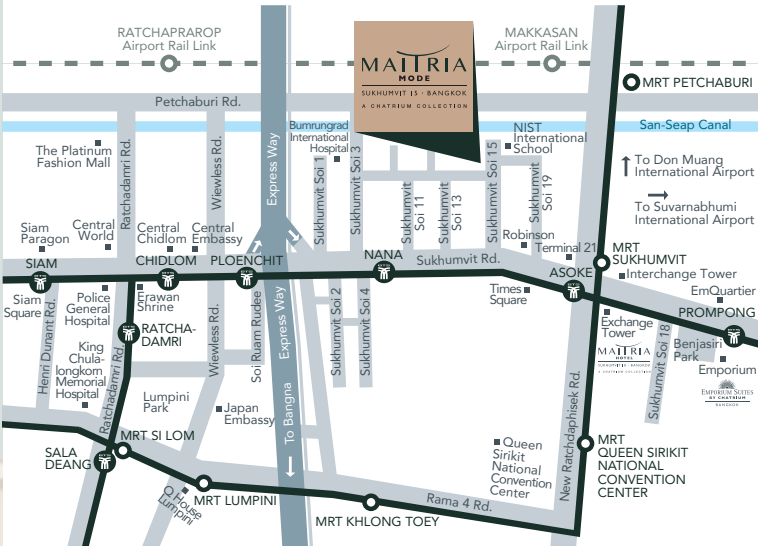 RATCHAPRAROP
Airport Rail Link
MAKKASAN
Airport Rail Link
MAITRIA
MODE
SUKHUMVIT 15 · BANGKOK
A CHATRIUM COLLECTION
MRT PETCHABURI
Petchaburi Rd.
San-Seap Canal
The Platinum
Fashion Mall
Ratchadamri Rd.
Wiewless Rd.
Express Way
Bumrungrad
International
Hospital
Sukhumvit Soi 1
Sukhumvit Soi 3
Sukhumvit
Soi 11
Sukhumvit
Soi 13
Sukhumvit Soi 15
NIST
International
School
Sukhumvit
Soi 19
To Don Muang
International Airport
To Suvarnabhumi
International Airport
Siam
Paragon
Central
World
Central
Chidlom
Central
Embassy
Robinson
Terminal 21
MRT
SUKHUMVIT
SIAM
CHIDLOM
PLOENCHIT
NANA
Sukhumvit Rd.
ASOKE
Interchange Tower
EmQuartier
PROMPONG
Siam
Square
Henri Dunant Rd.
Police
General
Hospital
Erawan
Shrine
RATCHA-
DAMRI
Wiewless Rd.
Soi Ruam Rudee
Express Way
Sukhumvit Soi 2
Sukhumvit Soi 4
Times
Square
Exchange
Tower
MAITRIA
HOTEL
SUKHUMVIT 18 · BANGKOK
A CHATRIUM COLLECTION
Sukhumvit Soi 18
Benjasiri
Park
Emporium
EMPORIUM SUITES
BY CHATRIUM
BANGKOK
King
Chula-
longkorn
Memorial
Hospital
Ratchadamri Rd.
Lumpini
Park
Japan
Embassy
To Bangna
New Ratchdaphisek Rd.
SALA
DEANG
MRT SI LOM
Q House
Lumpini
MRT LUMPINI
MRT KHLONG TOEY
Rama 4 Rd.
Queen
Sirikit
National
Convention
Center
MRT
QUEEN SIRIKIT
NATIONAL
CONVENTION
CENTER